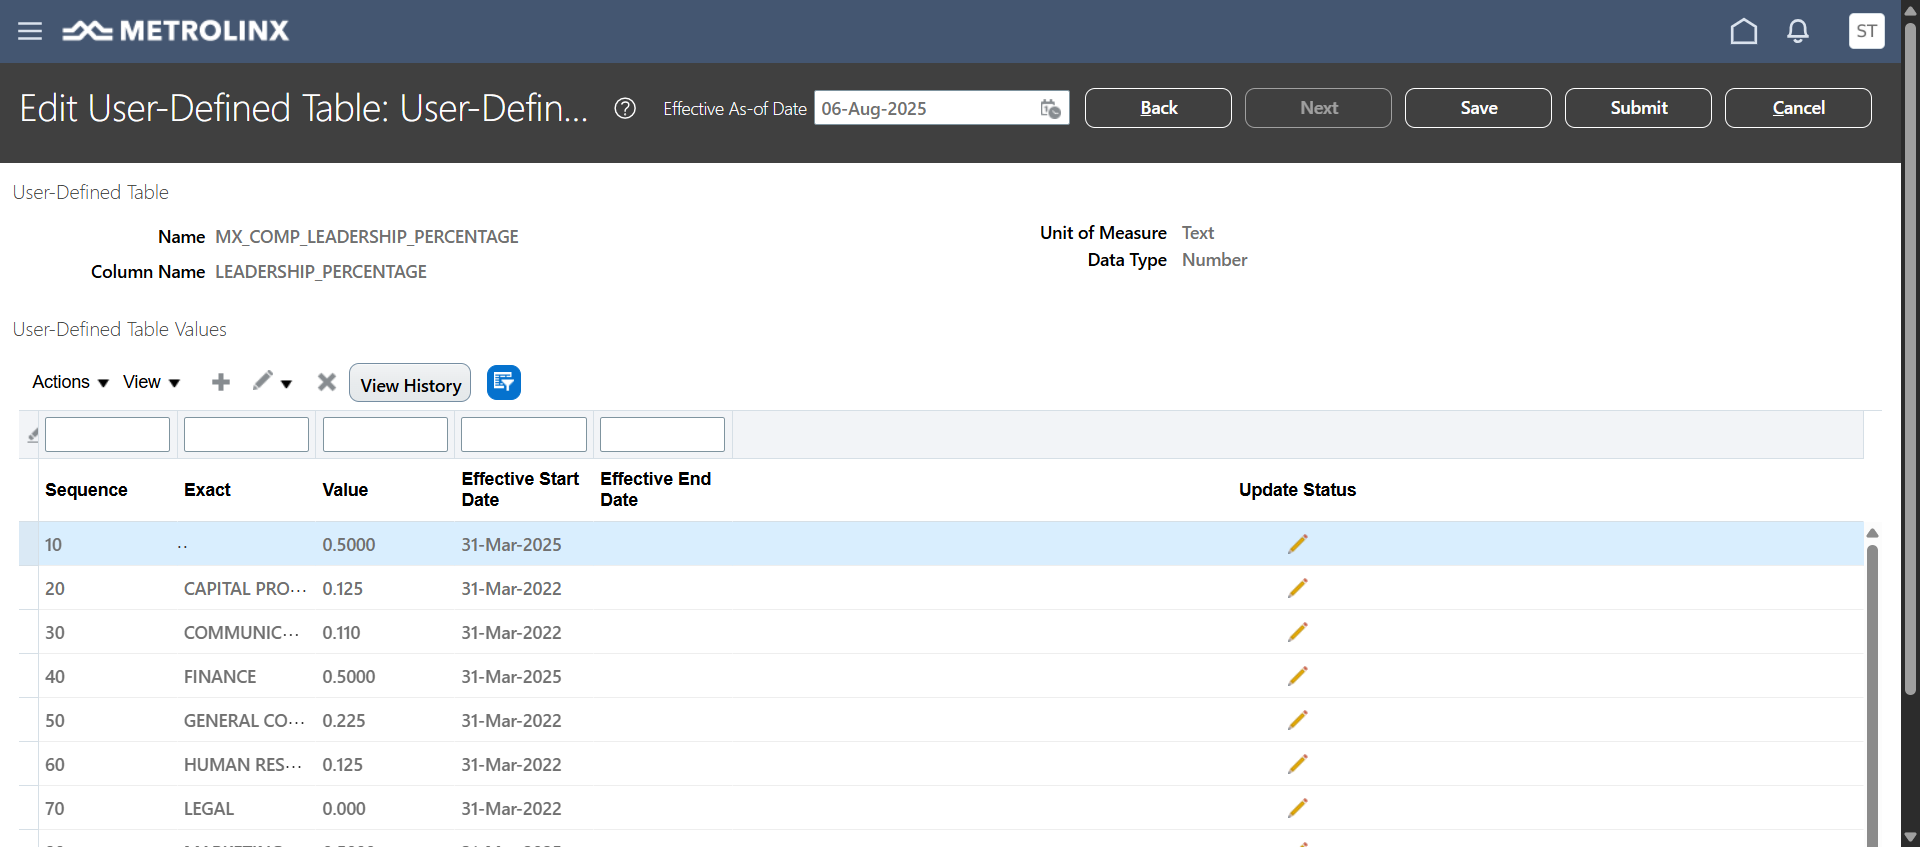 METROLINX
ST
Edit User-Defined Table: User-Defin...
Effective As-of Date 06-Aug-2025
Back Next Save Submit Cancel
User-Defined Table
Name MX_COMP_LEADERSHIP_PERCENTAGE
Column Name LEADERSHIP_PERCENTAGE
Unit of Measure Text
Data Type Number
User-Defined Table Values
Actions View View History
Sequence Exact Value Effective Start Date Effective End Date Update Status
10 .. 0.5000 31-Mar-2025
20 CAPITAL PRO... 0.125 31-Mar-2022
30 COMMUNIC... 0.110 31-Mar-2022
40 FINANCE 0.5000 31-Mar-2025
50 GENERAL CO... 0.225 31-Mar-2022
60 HUMAN RES... 0.125 31-Mar-2022
70 LEGAL 0.000 31-Mar-2022